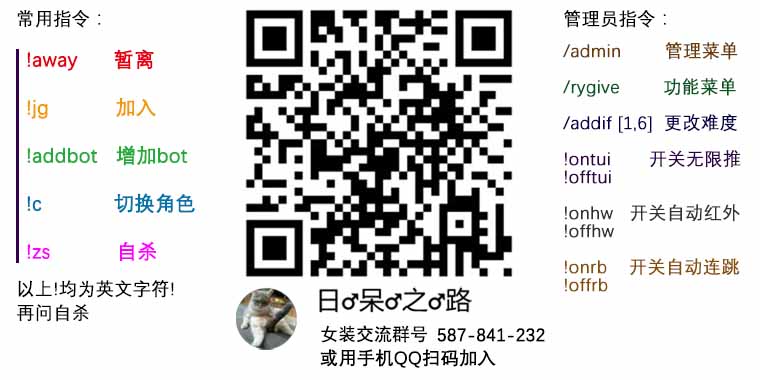 常用指令：
!away 暂离
!jg 加入
!addbot 增加bot
!c 切换角色
!zs 自杀
以上!均为英文字符!
再问自杀
日♂呆♂之♂路
女装交流群号 587-841-232
或用手机QQ扫码加入
管理员指令：
/admin 管理菜单
/rygive 功能菜单
/addif [1,6] 更改难度
!ontui 开关无限推
!offtui
!onhw 开关自动红外
!offhw
!onrb 开关自动连跳
!offrb